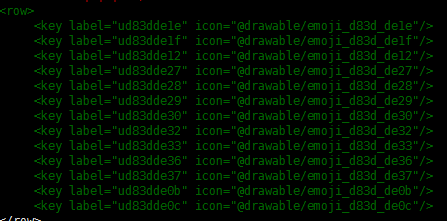 <row>
<key label="ud83dde1e" icon="@drawable/emoji_d83d_de1e"/>
<key label="ud83dde1f" icon="@drawable/emoji_d83d_de1f"/>
<key label="ud83dde12" icon="@drawable/emoji_d83d_de12"/>
<key label="ud83dde27" icon="@drawable/emoji_d83d_de27"/>
<key label="ud83dde28" icon="@drawable/emoji_d83d_de28"/>
<key label="ud83dde29" icon="@drawable/emoji_d83d_de29"/>
<key label="ud83dde30" icon="@drawable/emoji_d83d_de30"/>
<key label="ud83dde32" icon="@drawable/emoji_d83d_de32"/>
<key label="ud83dde33" icon="@drawable/emoji_d83d_de33"/>
<key label="ud83dde36" icon="@drawable/emoji_d83d_de36"/>
<key label="ud83dde37" icon="@drawable/emoji_d83d_de37"/>
<key label="ud83dde0b" icon="@drawable/emoji_d83d_de0b"/>
<key label="ud83dde0c" icon="@drawable/emoji_d83d_de0c"/>
</row>